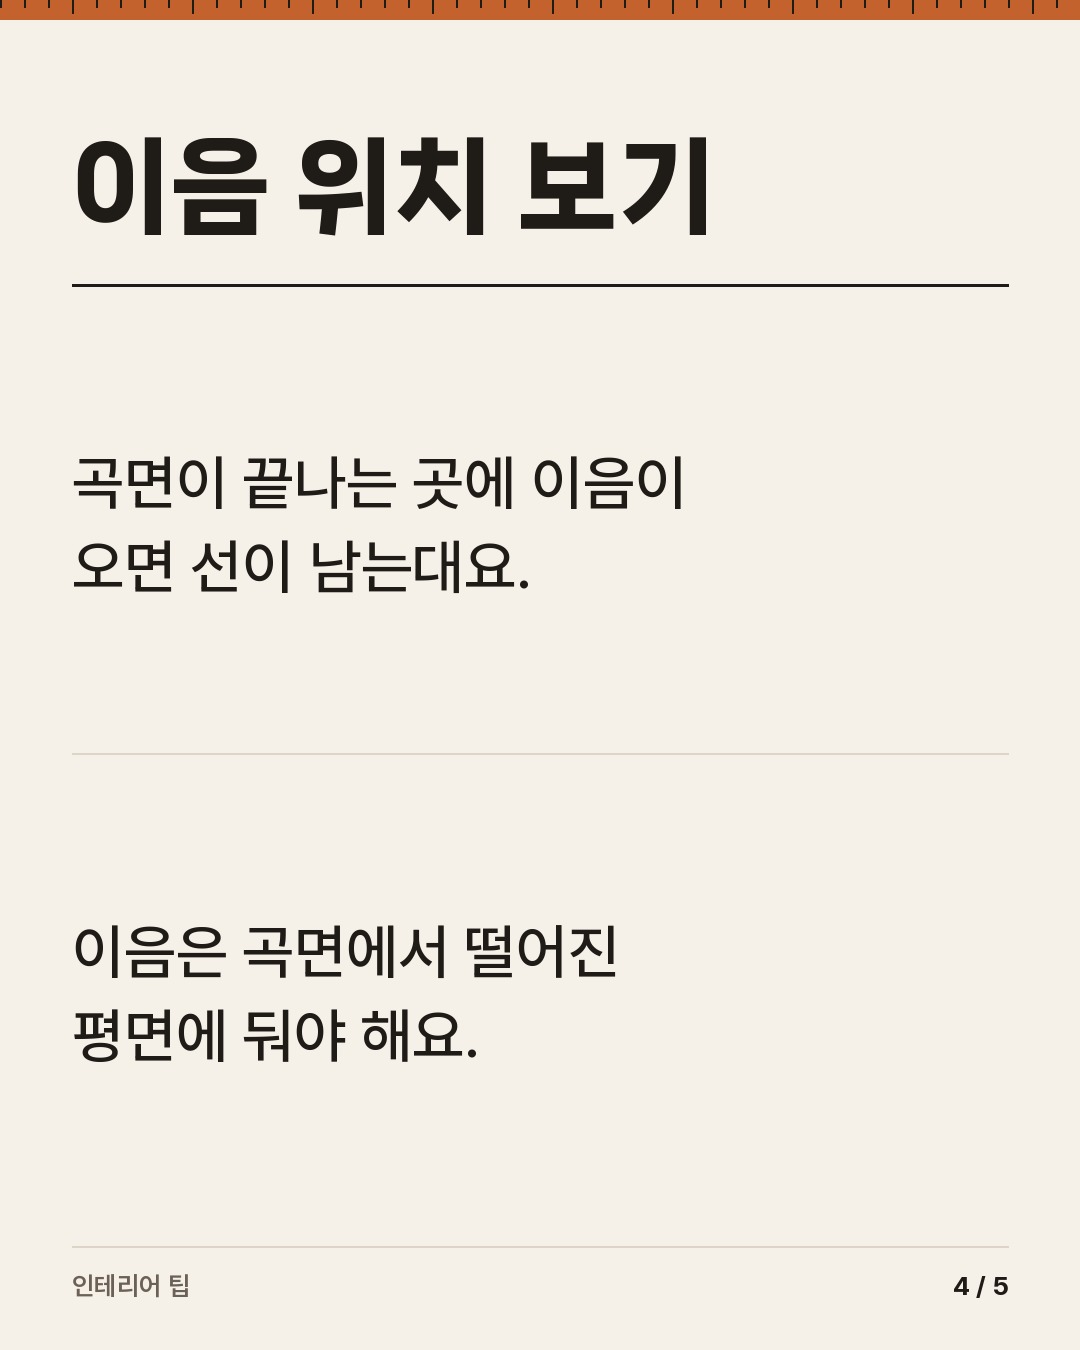 이음 위치 보기
곡면이 끝나는 곳에 이음이
오면 선이 남는대요.
이음은 곡면에서 떨어진
평면에 둬야 해요.
인테리어 팁
4 / 5